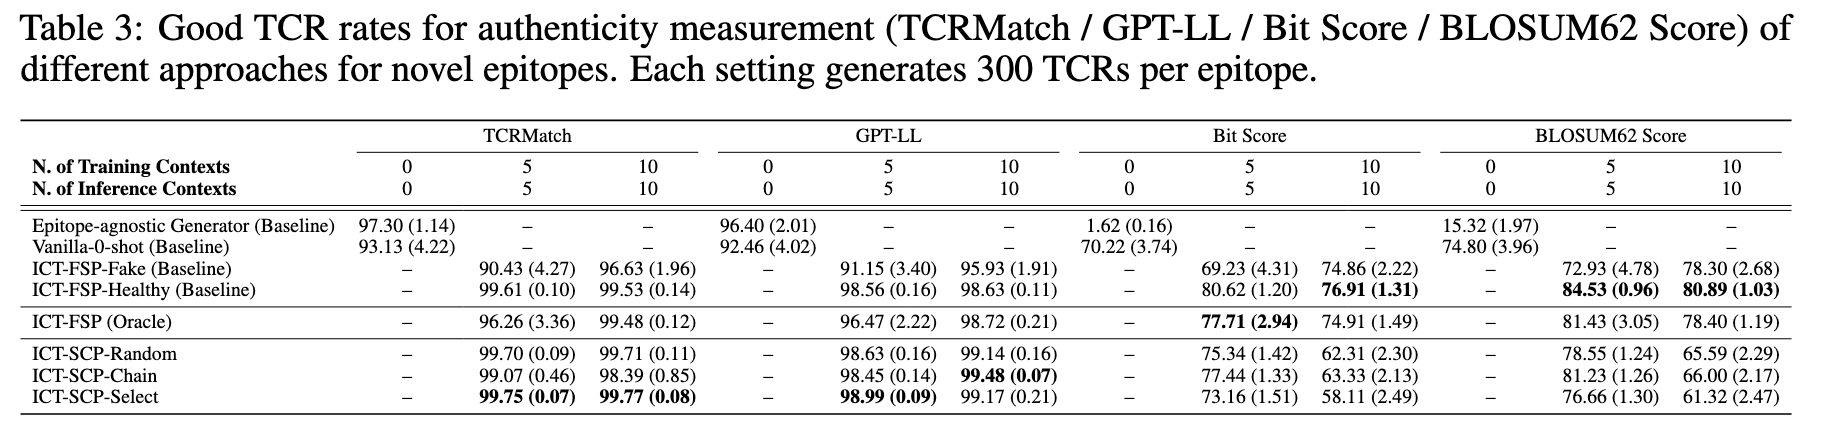 Table 3: Good TCR rates for authenticity measurement (TCRMatch / GPT-LL / Bit Score / BLOSUM62 Score) of
different approaches for novel epitopes. Each setting generates 300 TCRs per epitope.
TCRMatch GPT-LL Bit Score BLOSUM62 Score
N. of Training Contexts 0 5 10 0 5 10 0 5 10 0 5 10
N. of Inference Contexts 0 5 10 0 5 10 0 5 10 0 5 10
Epitope-agnostic Generator (Baseline) 97.30 (1.14) – – 96.40 (2.01) – – 1.62 (0.16) – – 15.32 (1.97) – –
Vanilla-0-shot (Baseline) 93.13 (4.22) – – 92.46 (4.02) – – 70.22 (3.74) – – 74.80 (3.96) – –
ICT-FSP-Fake (Baseline) – 90.43 (4.27) 96.63 (1.96) – 91.15 (3.40) 95.93 (1.91) – 69.23 (4.31) 74.86 (2.22) – 72.93 (4.78) 78.30 (2.68)
ICT-FSP-Healthy (Baseline) – 99.61 (0.10) 99.53 (0.14) – 98.56 (0.16) 98.63 (0.11) – 80.62 (1.20) 76.91 (1.31) – 84.53 (0.96) 80.89 (1.03)
ICT-FSP (Oracle) – 96.26 (3.36) 99.48 (0.12) – 96.47 (2.22) 98.72 (0.21) – 77.71 (2.94) 74.91 (1.49) – 81.43 (3.05) 78.40 (1.19)
ICT-SCP-Random – 99.70 (0.09) 99.71 (0.11) – 98.63 (0.16) 99.14 (0.16) – 75.34 (1.42) 62.31 (2.30) – 78.55 (1.24) 65.59 (2.29)
ICT-SCP-Chain – 99.07 (0.46) 98.39 (0.85) – 98.45 (0.14) 99.48 (0.07) – 77.44 (1.33) 63.33 (2.13) – 81.23 (1.26) 66.00 (2.17)
ICT-SCP-Select – 99.75 (0.07) 99.77 (0.08) – 98.99 (0.09) 99.17 (0.21) – 73.16 (1.51) 58.11 (2.49) – 76.66 (1.30) 61.32 (2.47)